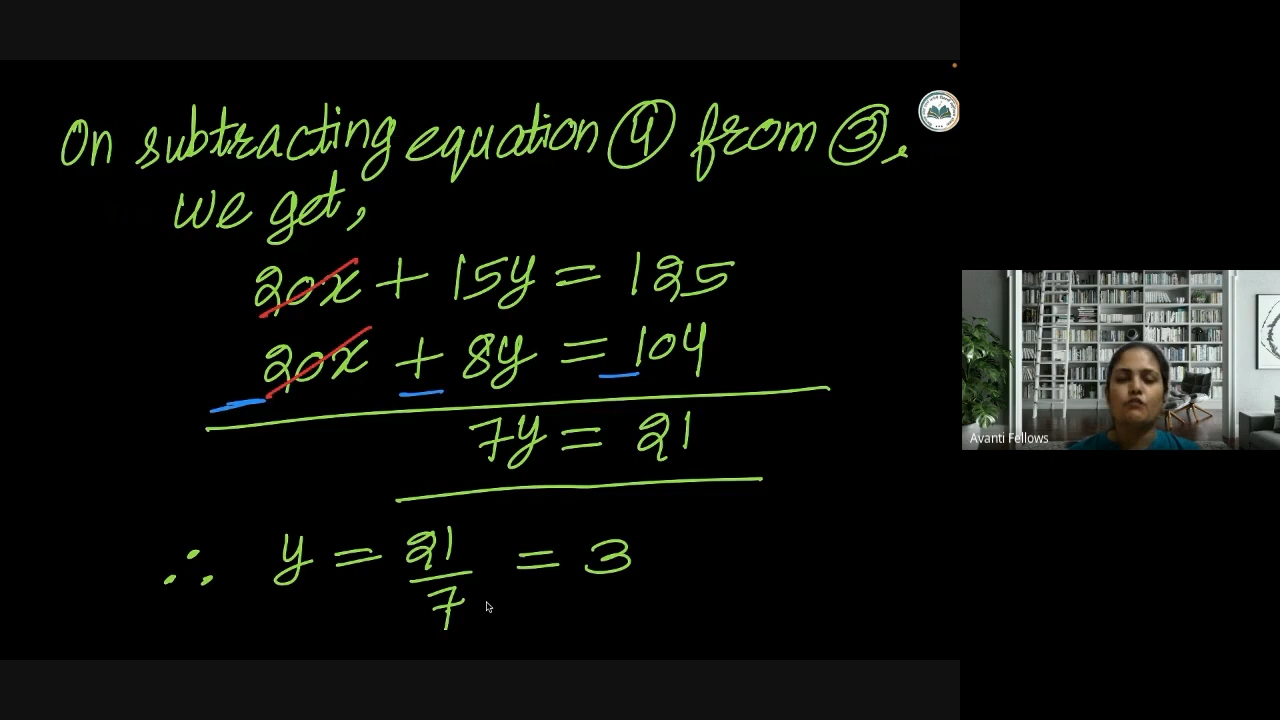 On subtracting equation ④ from ③,
we get,
20x + 15y = 125
20x + 8y = 104
7y = 21
∴ y = 21/7 = 3
Avanti Fellows